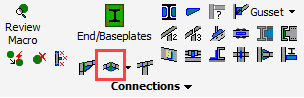 Review
Macro
End/Baseplates
Gusset
Connections